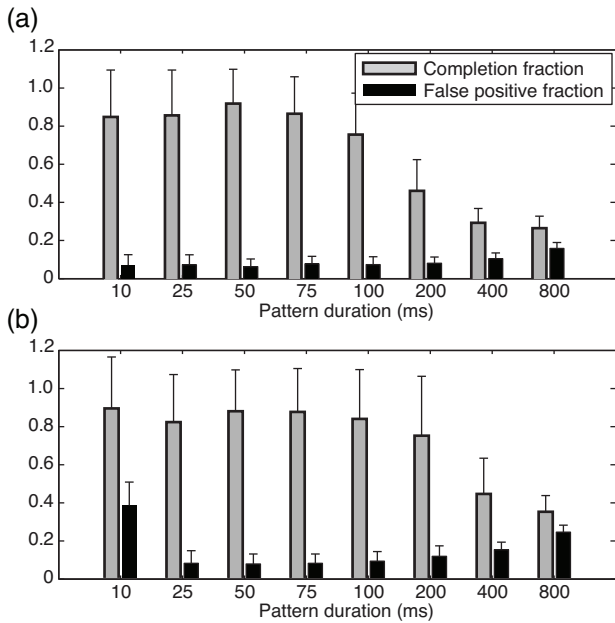 (a)
1.2
1.0
0.8
0.6
0.4
0.2
0
Completion fraction
False positive fraction
10 25 50 75 100 200 400 800
Pattern duration (ms)
(b)
1.2
1.0
0.8
0.6
0.4
0.2
0
10 25 50 75 100 200 400 800
Pattern duration (ms)